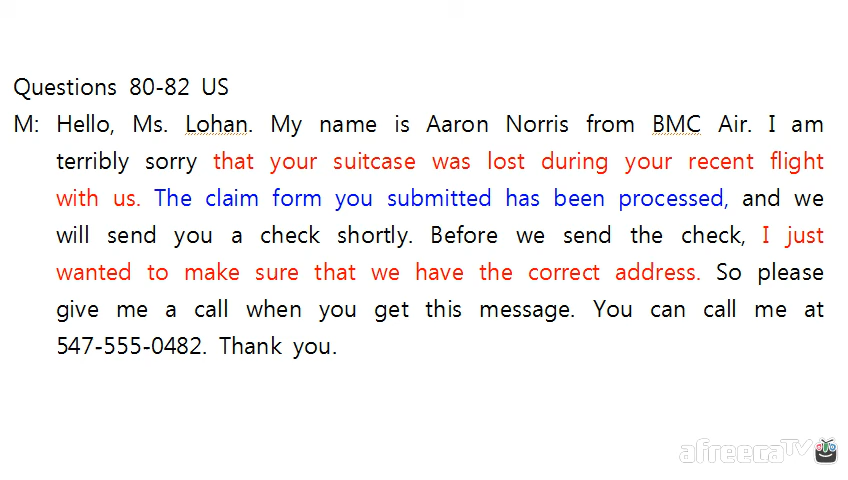 Questions 80-82 US
M: Hello, Ms. Lohan. My name is Aaron Norris from BMC Air. I am
terribly sorry that your suitcase was lost during your recent flight
with us. The claim form you submitted has been processed, and we
will send you a check shortly. Before we send the check, I just
wanted to make sure that we have the correct address. So please
give me a call when you get this message. You can call me at
547-555-0482. Thank you.
afreecaTV